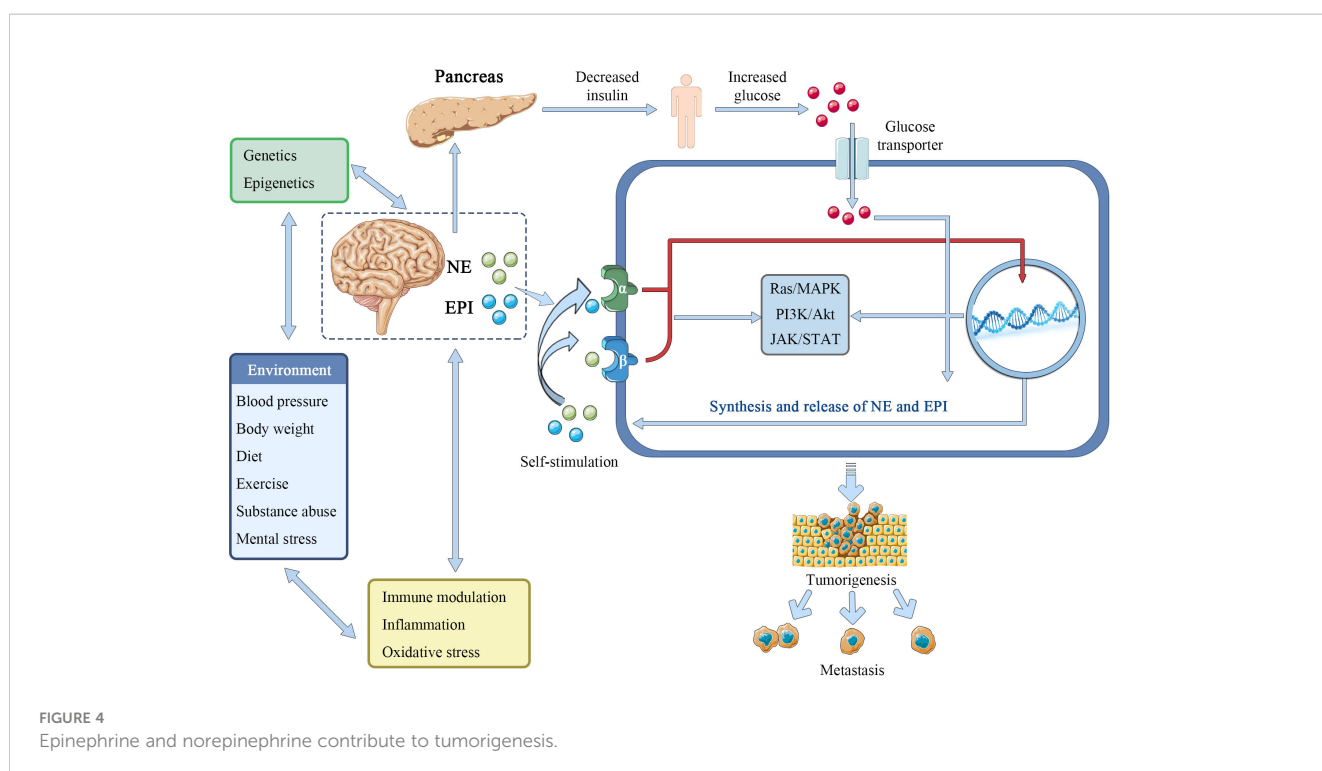 Pancreas
Decreased
insulin
Increased
glucose
Glucose
transporter
Genetics
Epigenetics
NE
EPI
α
β
Ras/MAPK
PI3K/Akt
JAK/STAT
Synthesis and release of NE and EPI
Self-stimulation
Environment
Blood pressure
Body weight
Diet
Exercise
Substance abuse
Mental stress
Immune modulation
Inflammation
Oxidative stress
Tumorigenesis
Metastasis
FIGURE 4
Epinephrine and norepinephrine contribute to tumorigenesis.